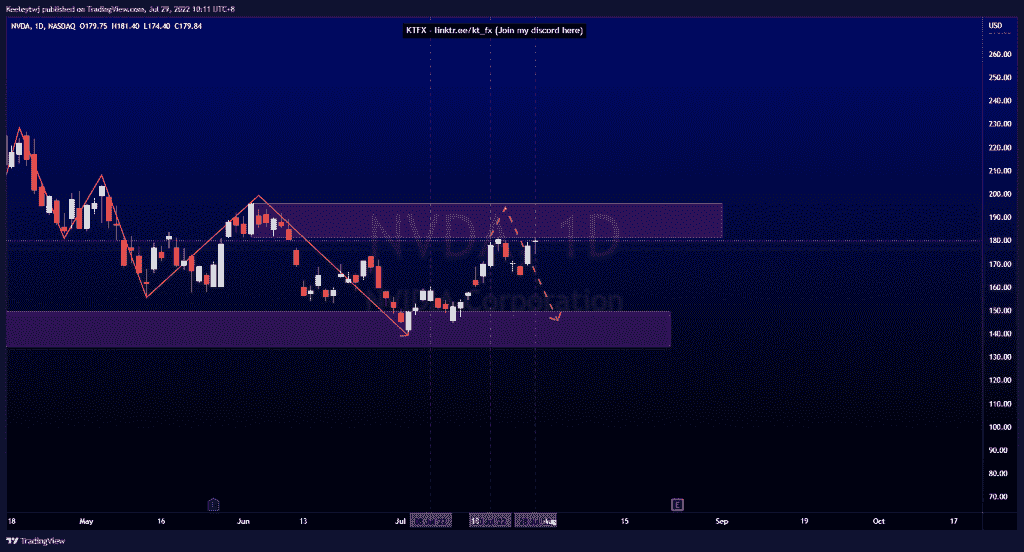 Keeleytwj published on TradingView.com, Jul 29, 2022 10:11 UTC+8
NVDA, 1D, NASDAQ O179.75 H181.40 L174.40 C179.84
KTFX - linktr.ee/kt_fx (Join my discord here)
USD
260.00
250.00
240.00
230.00
220.00
210.00
200.00
190.00
180.00
170.00
160.00
150.00
140.00
130.00
120.00
110.00
100.00
90.00
80.00
70.00
NVDA 1D
NVIDIA Corporation
E
18 May 16 Jun 13 Jul 18 Aug 15 Sep 19 Oct 17
TradingView